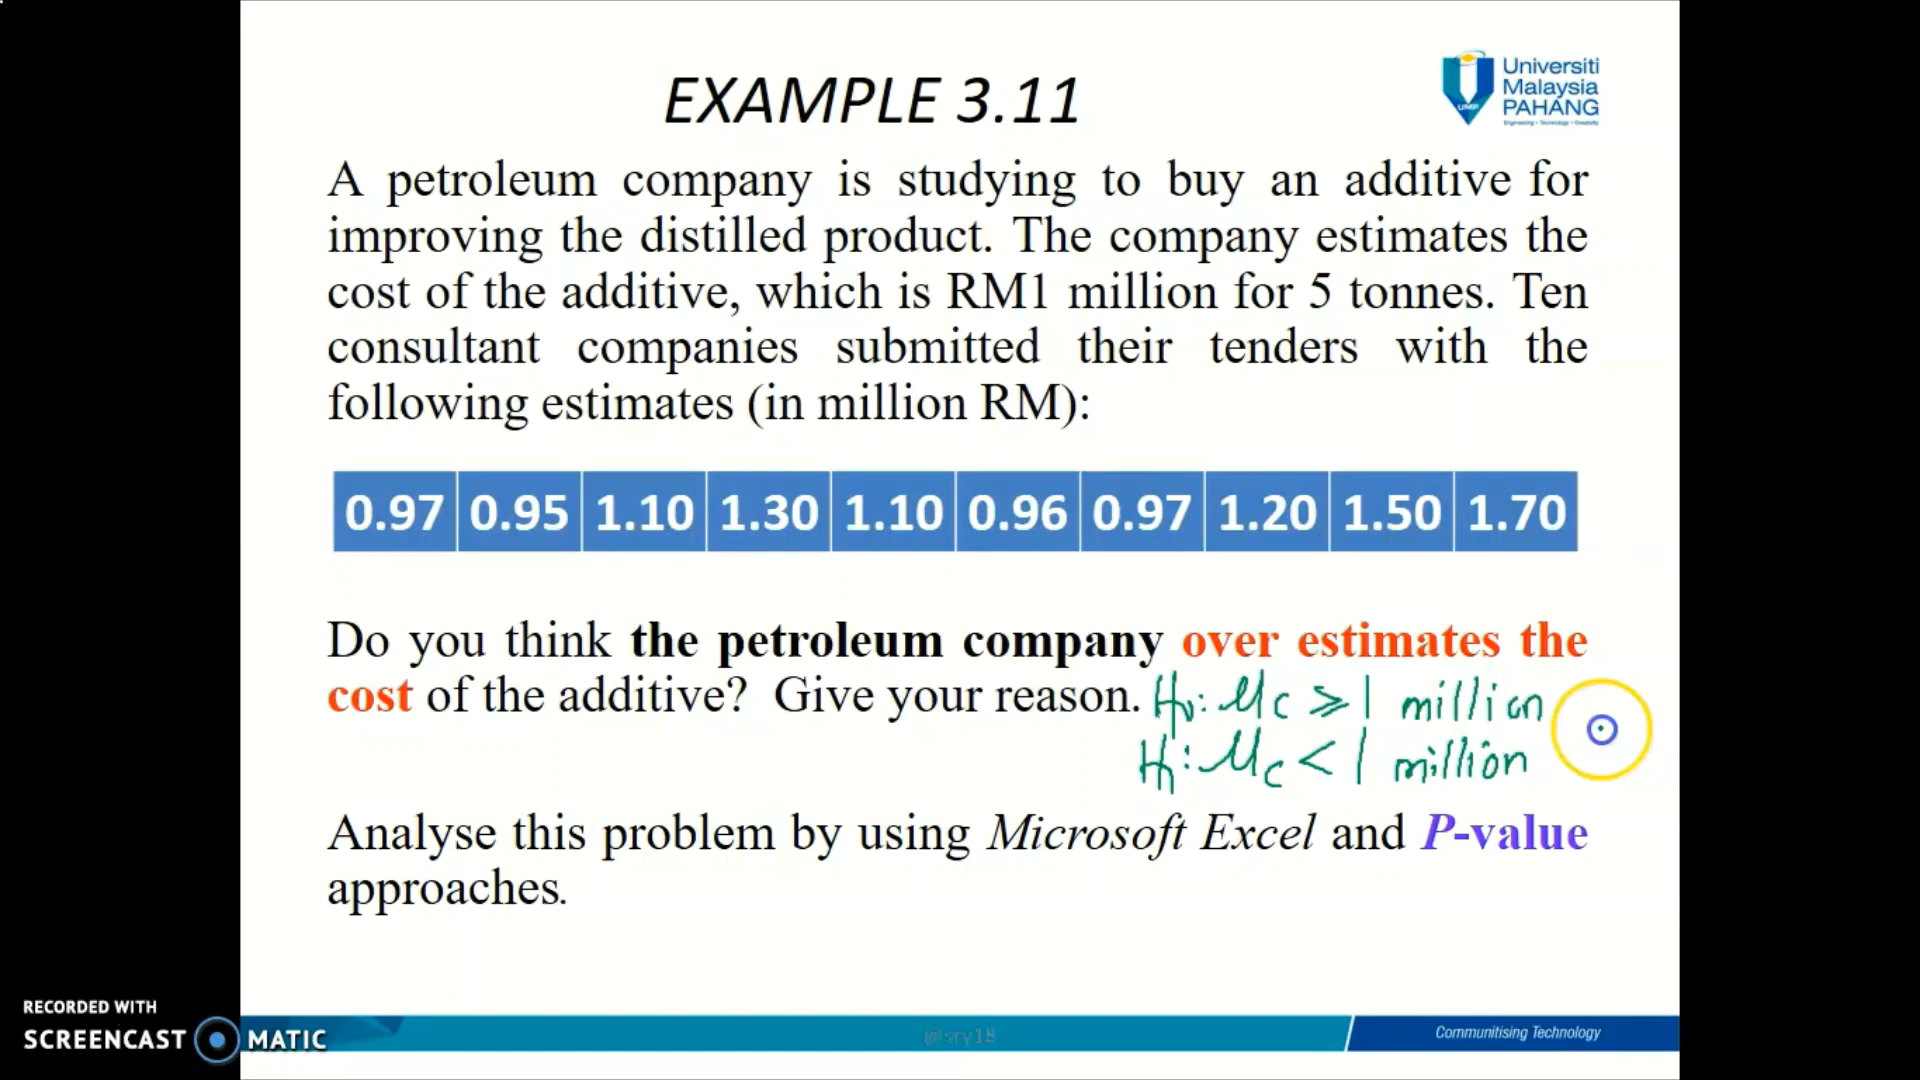 EXAMPLE 3.11
Universiti
Malaysia
PAHANG
Engineering • Technology • Creativity
UMP
A petroleum company is studying to buy an additive for
improving the distilled product. The company estimates the
cost of the additive, which is RM1 million for 5 tonnes. Ten
consultant companies submitted their tenders with the
following estimates (in million RM):
0.97 0.95 1.10 1.30 1.10 0.96 0.97 1.20 1.50 1.70
Do you think the petroleum company over estimates the
cost of the additive? Give your reason. H₀: μc ⩾ 1 million
H₁: μc < 1 million
Analyse this problem by using Microsoft Excel and P-value
approaches.
RECORDED WITH
SCREENCAST MATIC
@sry18
Communitising Technology